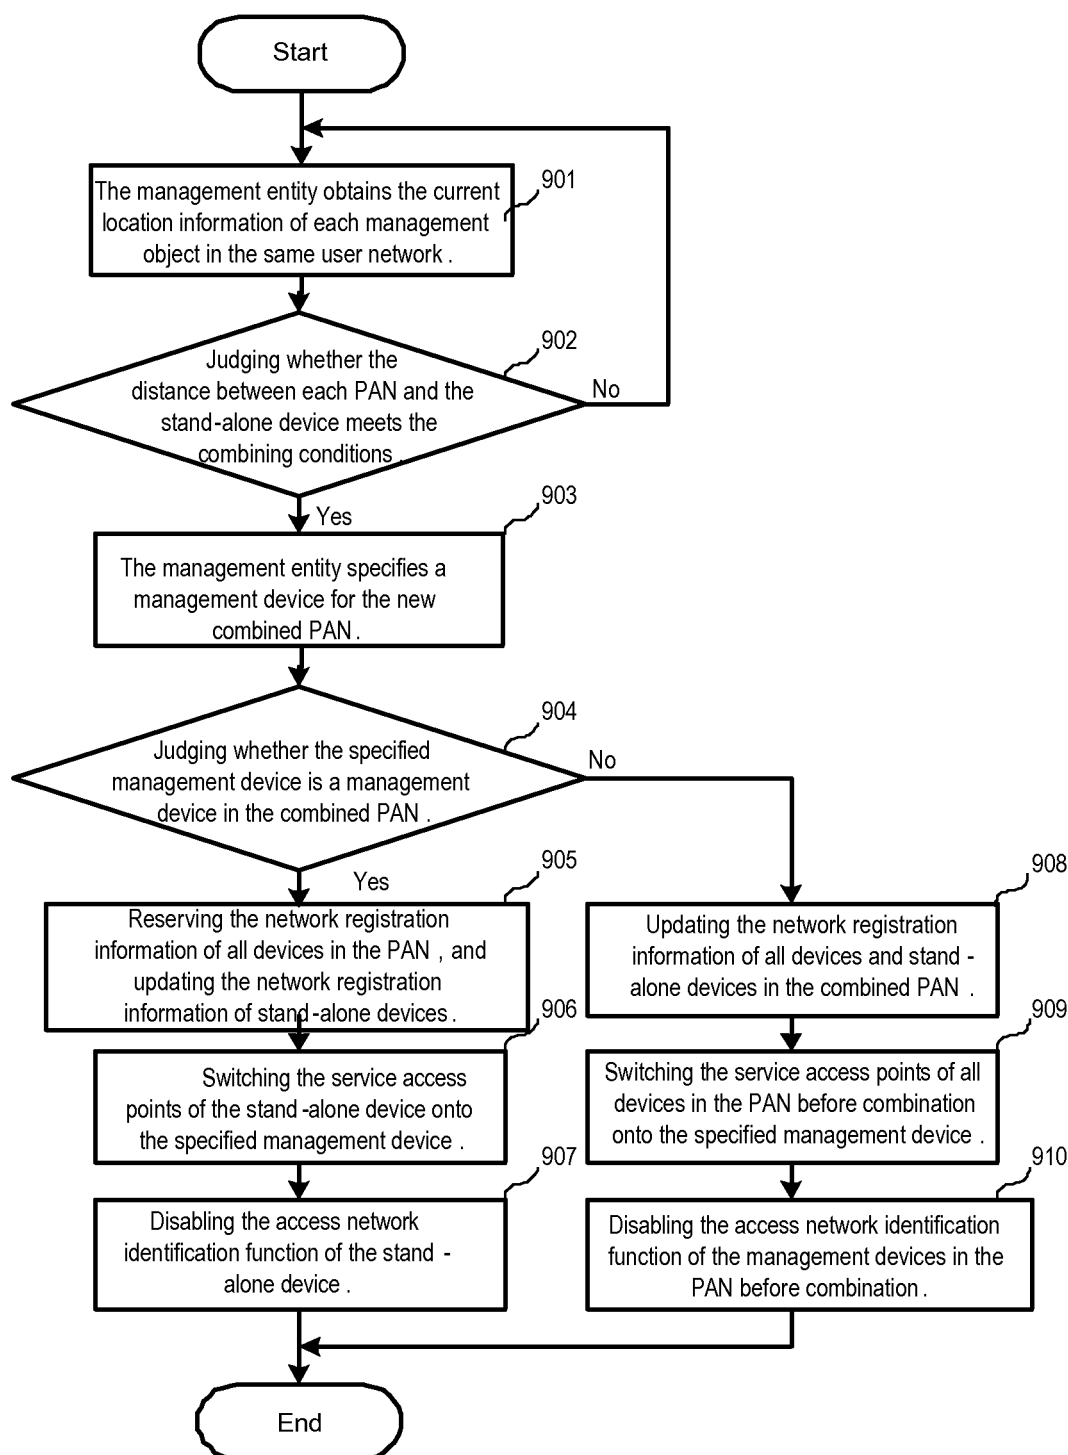 Start
The management entity obtains the current
location information of each management
object in the same user network .
901
Judging whether the
distance between each PAN and the
stand-alone device meets the
combining conditions .
902
No
Yes
903
The management entity specifies a
management device for the new
combined PAN .
904
Judging whether the specified
management device is a management
device in the combined PAN .
No
Yes
905
Reserving the network registration
information of all devices in the PAN , and
updating the network registration
information of stand-alone devices .
908
Updating the network registration
information of all devices and stand -
alone devices in the combined PAN .
906
Switching the service access
points of the stand-alone device onto
the specified management device .
909
Switching the service access points of all
devices in the PAN before combination
onto the specified management device .
907
Disabling the access network
identification function of the stand -
alone device .
910
Disabling the access network identification
function of the management devices in the
PAN before combination .
End